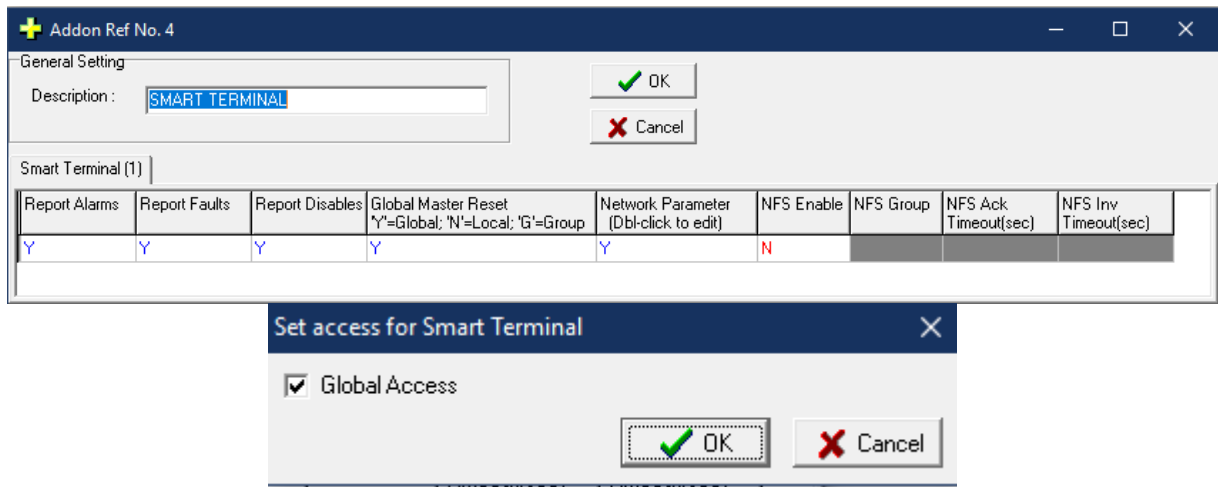 Addon Ref No. 4
General Setting
Description :
SMART TERMINAL
OK
Cancel
Smart Terminal (1)
Report Alarms Report Faults Report Disables Global Master Reset 'Y'=Global; 'N'=Local; 'G'=Group Network Parameter (Dbl-click to edit) NFS Enable NFS Group NFS Ack Timeout(sec) NFS Inv Timeout(sec)
Y Y Y Y Y N
Set access for Smart Terminal
Global Access
OK Cancel